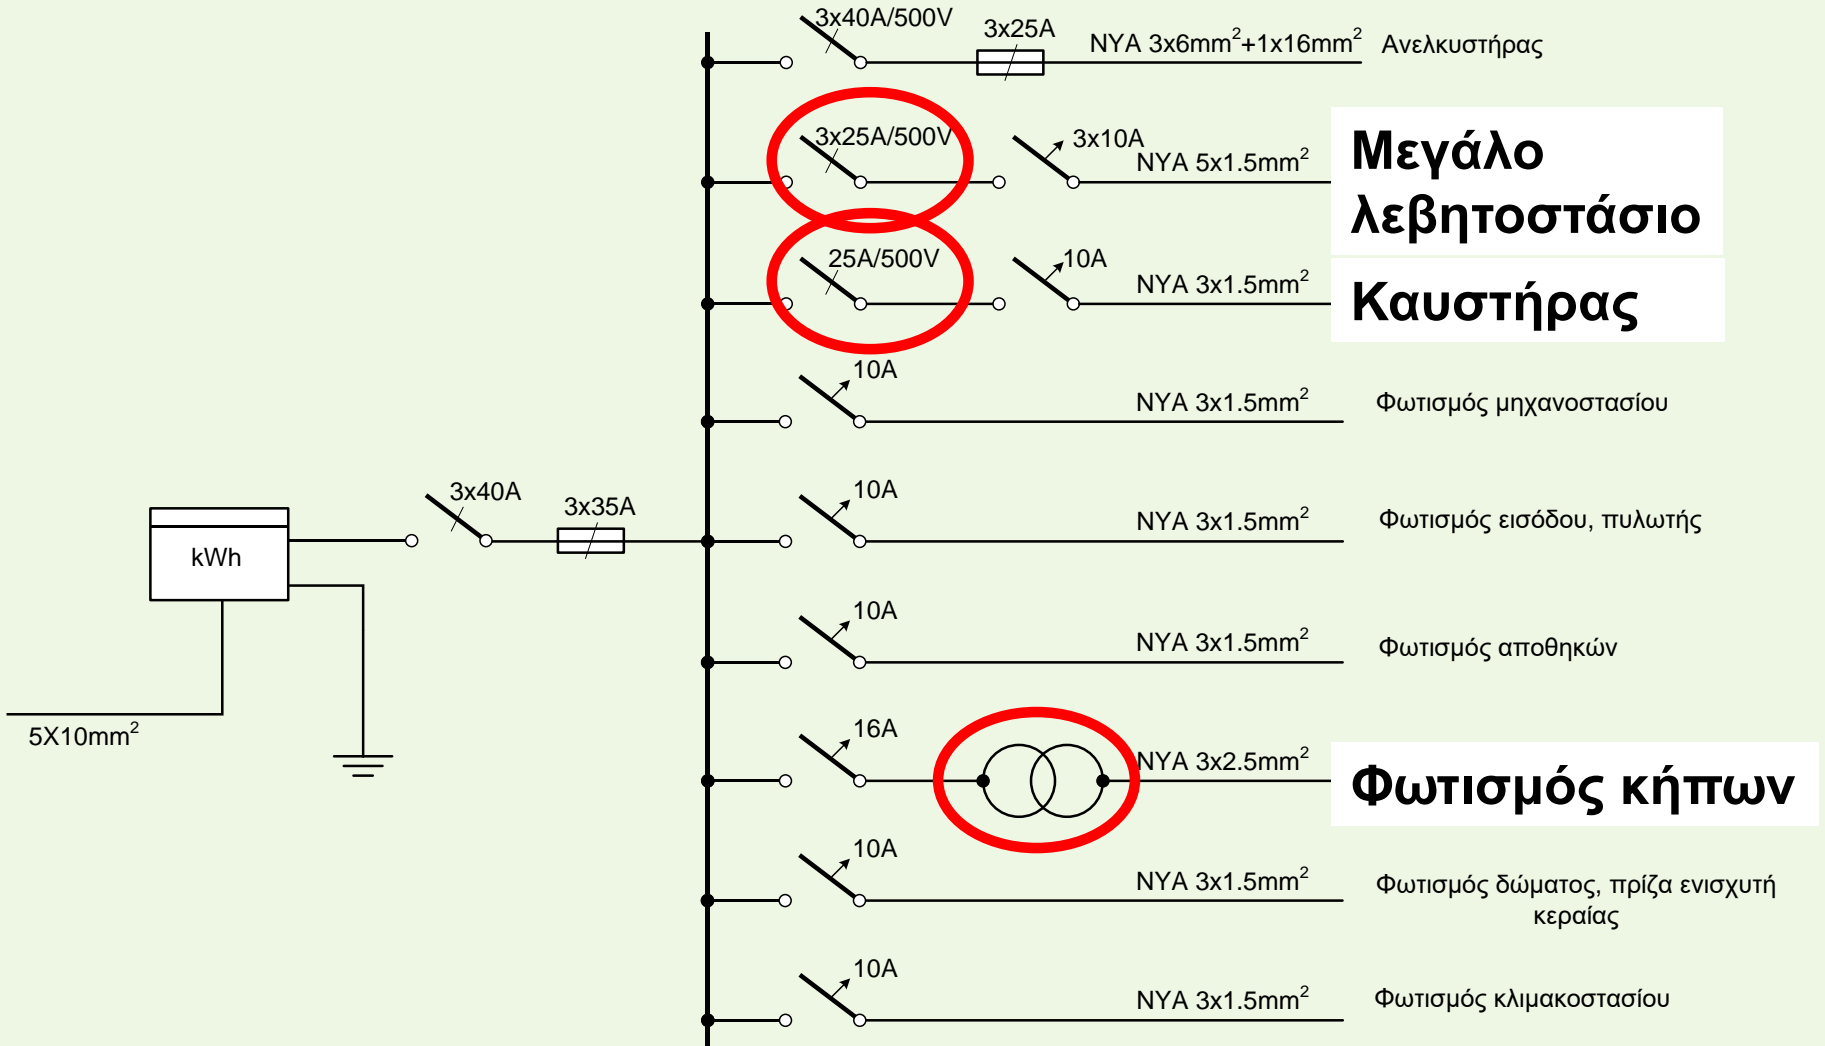 3x40A/500V
3x25A
NYA 3x6mm²+1x16mm²
Ανελκυστήρας
3x25A/500V
3x10A
NYA 5x1.5mm²
Μεγάλο
λεβητοστάσιο
25A/500V
10A
NYA 3x1.5mm²
Καυστήρας
10A
NYA 3x1.5mm²
Φωτισμός μηχανοστασίου
3x40A
3x35A
kWh
5X10mm²
10A
NYA 3x1.5mm²
Φωτισμός εισόδου, πυλωτής
10A
NYA 3x1.5mm²
Φωτισμός αποθηκών
16A
NYA 3x2.5mm²
Φωτισμός κήπων
10A
NYA 3x1.5mm²
Φωτισμός δώματος, πρίζα ενισχυτή
κεραίας
10A
NYA 3x1.5mm²
Φωτισμός κλιμακοστασίου